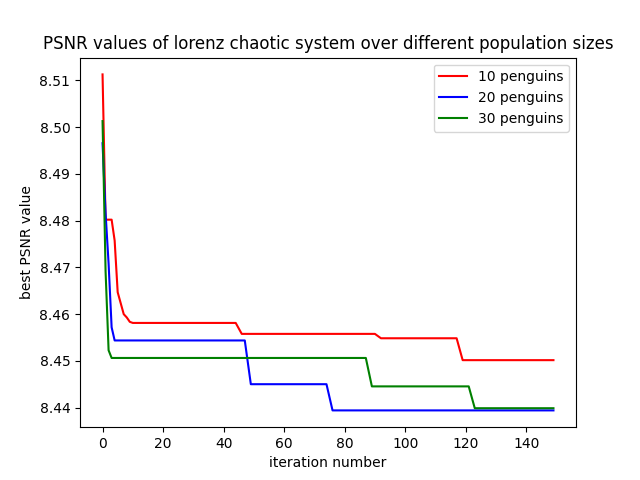 PSNR values of lorenz chaotic system over different population sizes
10 penguins
20 penguins
30 penguins
best PSNR value
8.51
8.50
8.49
8.48
8.47
8.46
8.45
8.44
0 20 40 60 80 100 120 140
iteration number